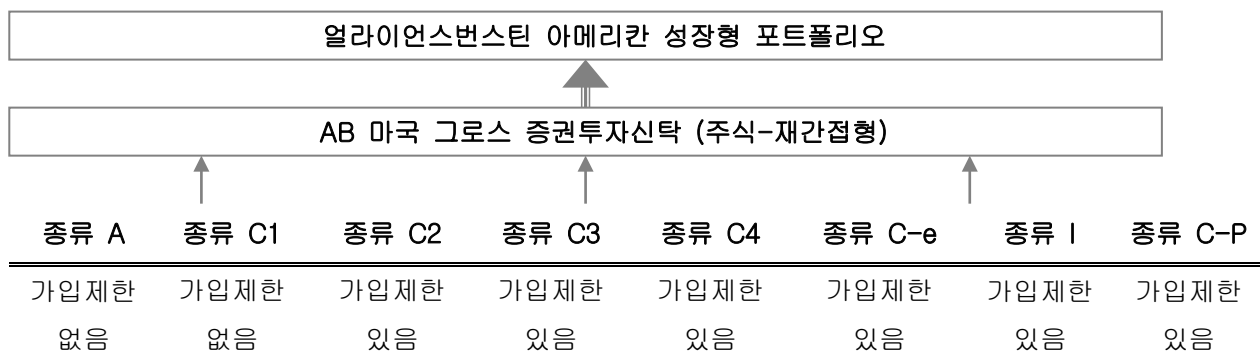 얼라이언스번스틴 아메리칸 성장형 포트폴리오
AB 마국 그로스 증권투자신탁 (주식-재간접형)
종류 A 종류 C1 종류 C2 종류 C3 종류 C4 종류 C-e 종류 I 종류 C-P
가입제한 가입제한 가입제한 가입제한 가입제한 가입제한 가입제한 가입제한
없음 없음 있음 있음 있음 있음 있음 있음